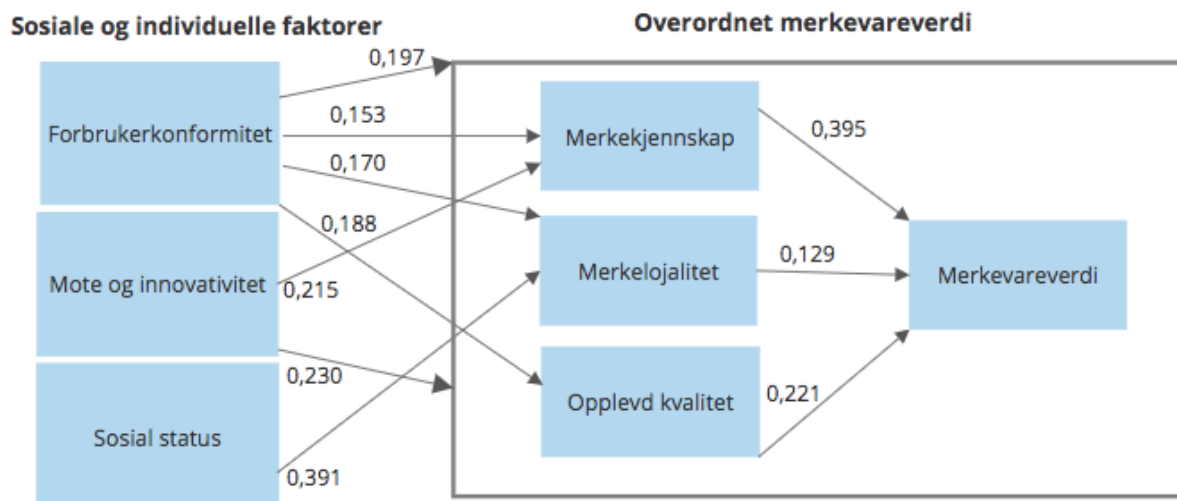 Sosiale og individuelle faktorer
Overordnet merkevareverdi
0,197
Forbrukerkonformitet
0,153
Merkekjennskap
0,395
0,170
0,188
Mote og innovativitet
0,215
Merkelojalitet
0,129
Merkevareverdi
0,230
Opplevd kvalitet
0,221
Sosial status
0,391